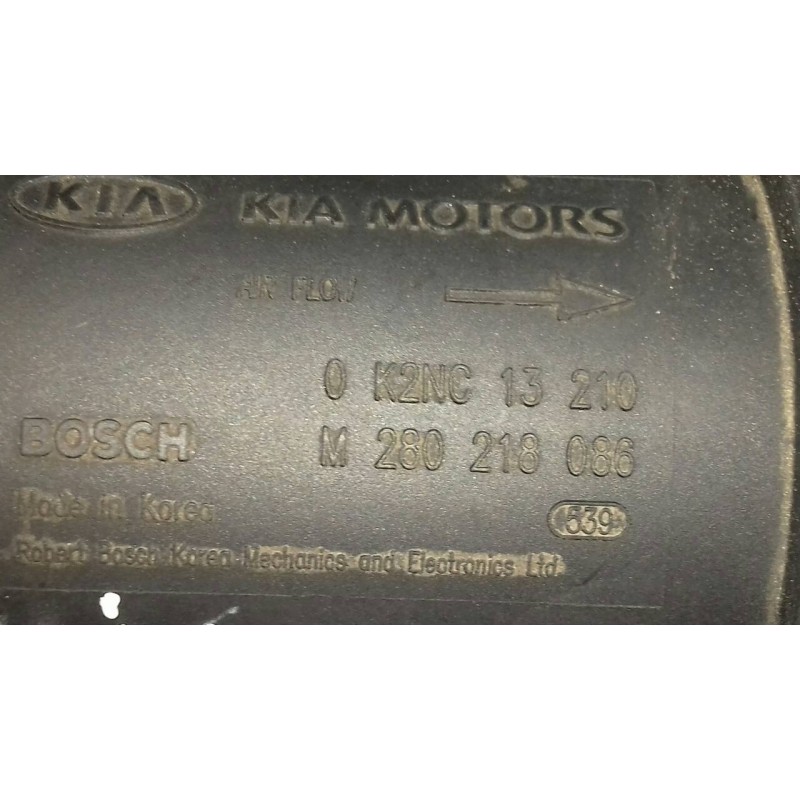 KIA KIA MOTORS
AIR FLOW
0 K2NC 13 210
BOSCH M 280 218 086
Made in Korea 539
Robert Bosch Korea Mechanics and Electronics Ltd